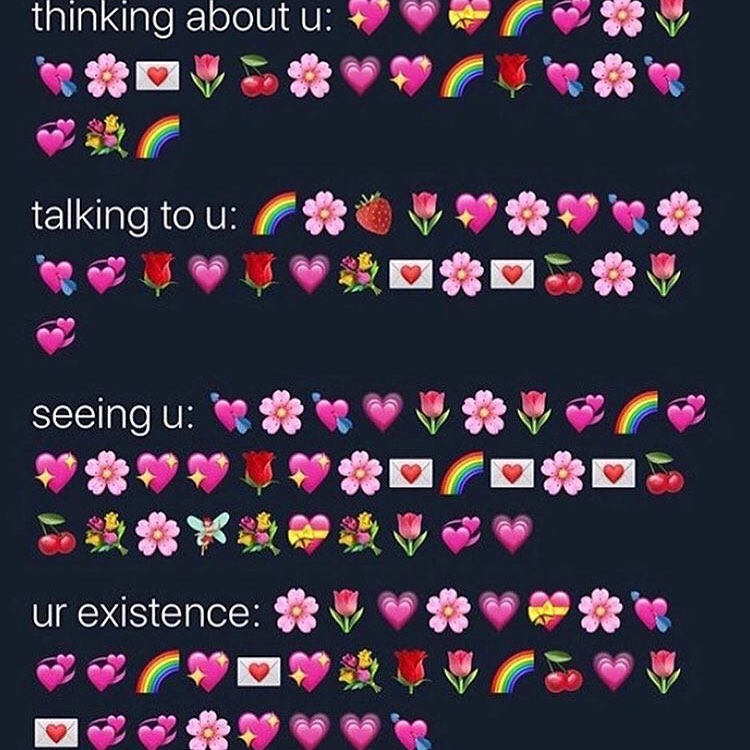 thinking about u: 💖💗💝🌈💞🌸🌷
💘🌸💌🌷🍒🌸💗💖🌈🌹💘🌸💘
💞💐🌈
talking to u: 🌈🌸🍓🌷💖🌸💖💘🌸
💘💞🌹💗🌹💗💐💌🌸💌🍒🌸🌷
💞
seeing u: 💘🌸💘💗🌷🌸🌷💞🌈💞
💖🌸💖💖🌹💖🌸💌🌈💌🌸💌🍒
🍒💐🌸🧚💐💝💐🌷💞💗
ur existence: 🌸🌷💗🌸💗💝🌸💘
💞💞🌈💖💌💖💐🌹🌷🌈🍒💗🌷
💌💞💞🌸💖💗💗💘